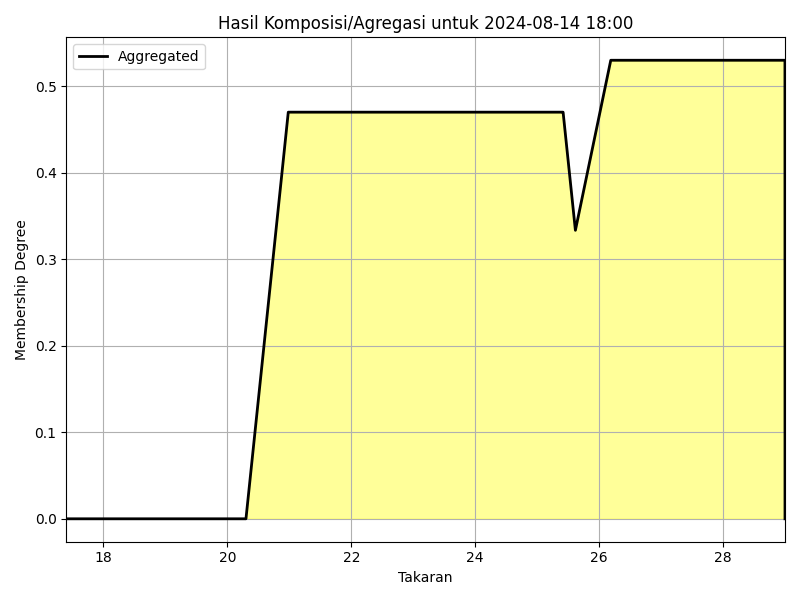 Hasil Komposisi/Agregasi untuk 2024-08-14 18:00
Aggregated
Membership Degree
0.5
0.4
0.3
0.2
0.1
0.0
18 20 22 24 26 28
Takaran